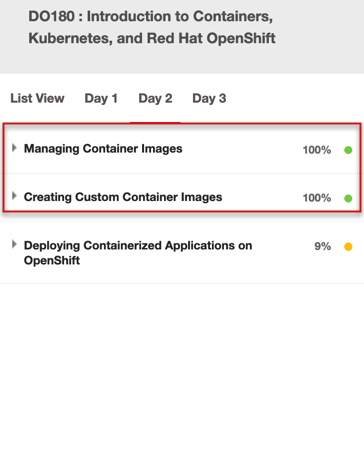 DO180 : Introduction to Containers,
Kubernetes, and Red Hat OpenShift
List View Day 1 Day 2 Day 3
Managing Container Images 100%
Creating Custom Container Images 100%
Deploying Containerized Applications on 9%
OpenShift